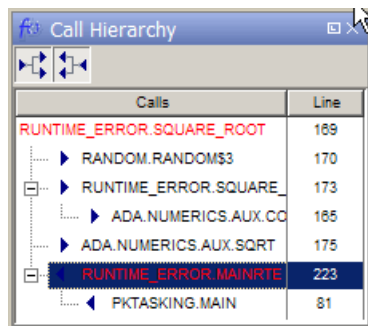 Call Hierarchy
Calls Line
RUNTIME_ERROR.SQUARE_ROOT 169
RANDOM.RANDOM$3 170
RUNTIME_ERROR.SQUARE_ 173
ADA.NUMERICS.AUX.CO 165
ADA.NUMERICS.AUX.SQRT 175
RUNTIME_ERROR.MAINRTE 223
PKTASKING.MAIN 81